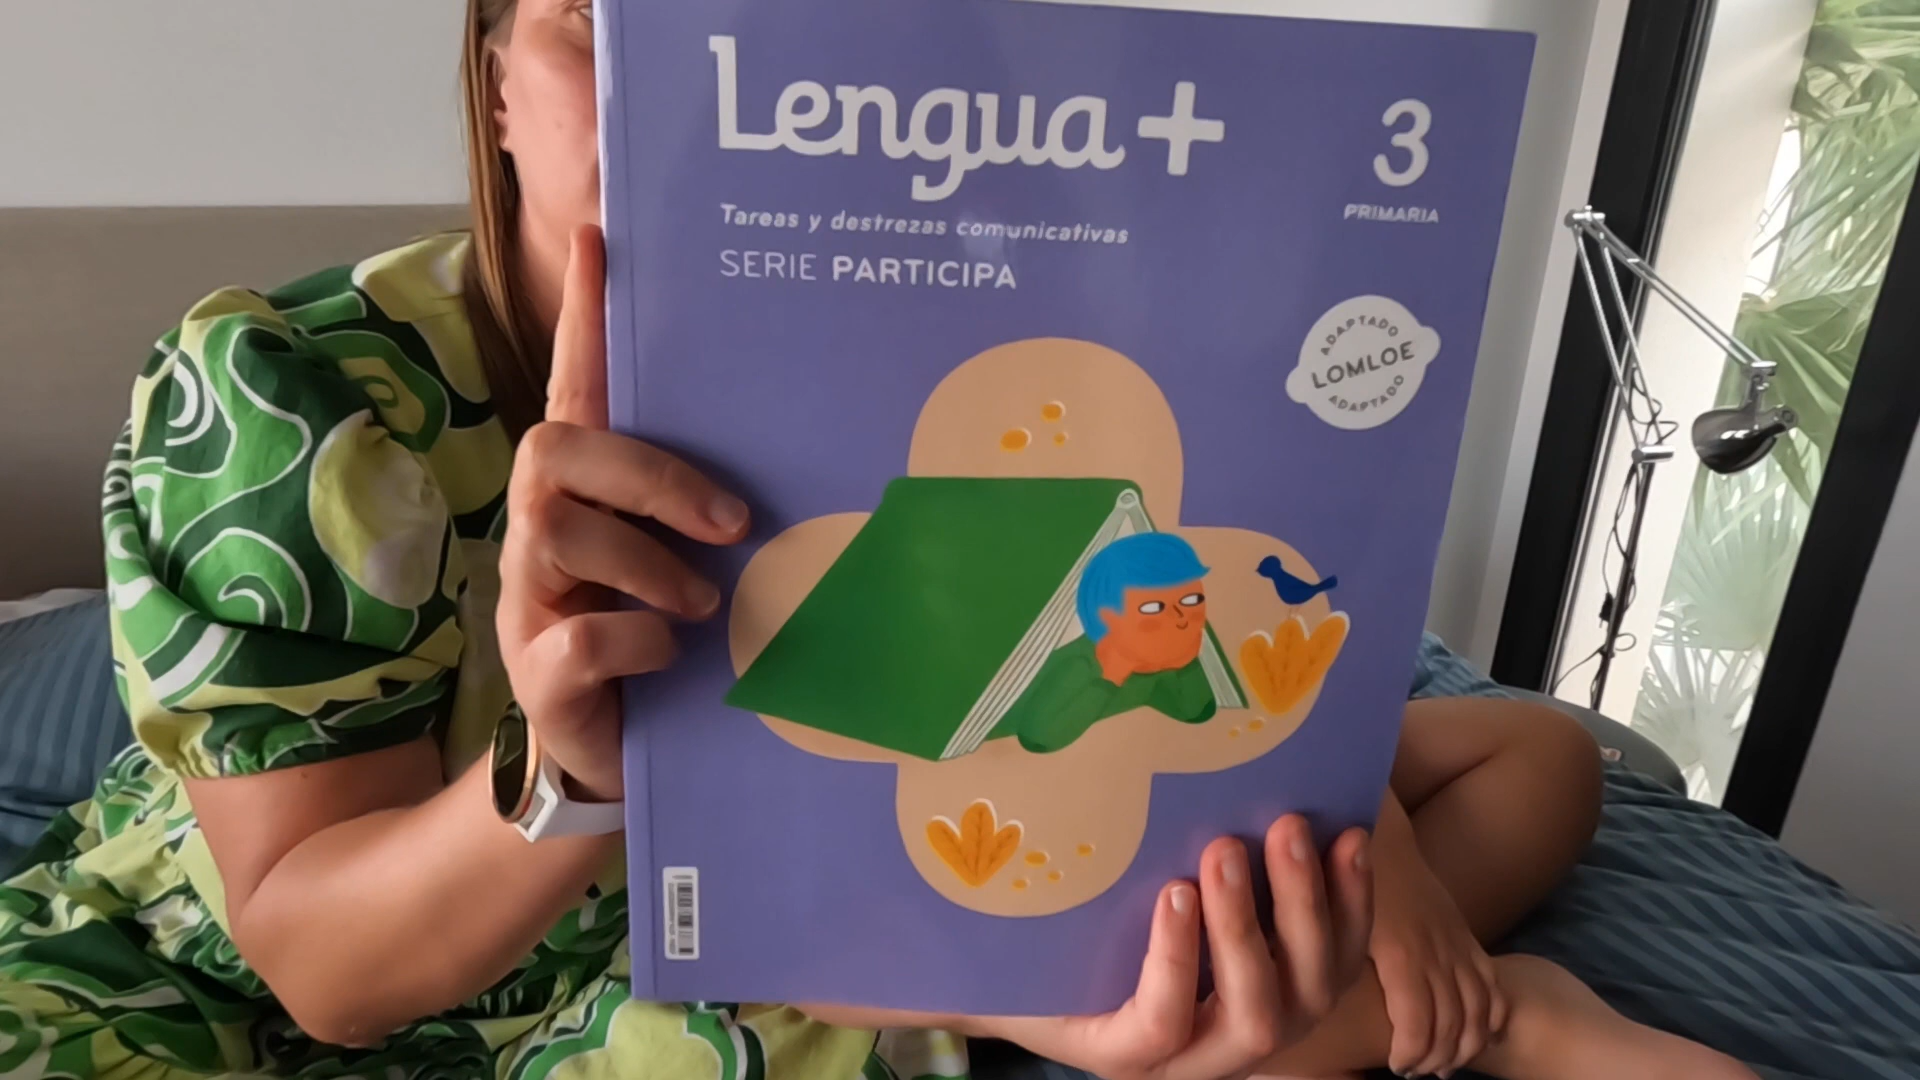 Lengua+
3
PRIMARIA
Tareas y destrezas comunicativas
SERIE PARTICIPA
ADAPTADO
LOMLOE
ADAPTADO